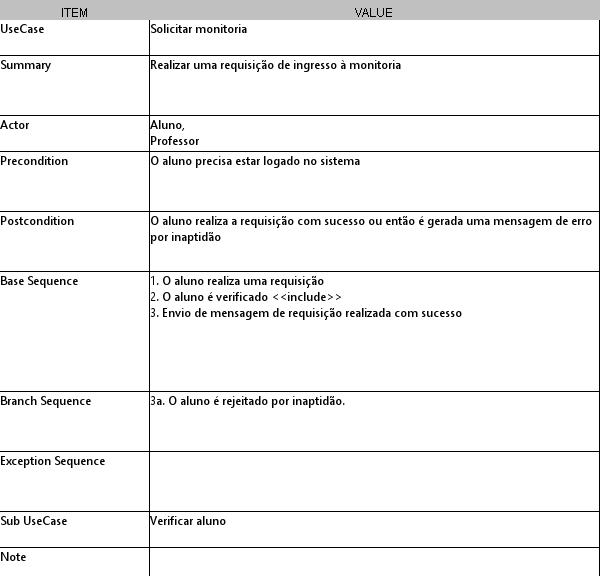 ITEM VALUE
UseCase Solicitar monitoria
Summary Realizar uma requisição de ingresso à monitoria
Actor Aluno,
Professor
Precondition O aluno precisa estar logado no sistema
Postcondition O aluno realiza a requisição com sucesso ou então é gerada uma mensagem de erro
por inaptidão
Base Sequence 1. O aluno realiza uma requisição
2. O aluno é verificado <<include>>
3. Envio de mensagem de requisição realizada com sucesso
Branch Sequence 3a. O aluno é rejeitado por inaptidão.
Exception Sequence
Sub UseCase Verificar aluno
Note